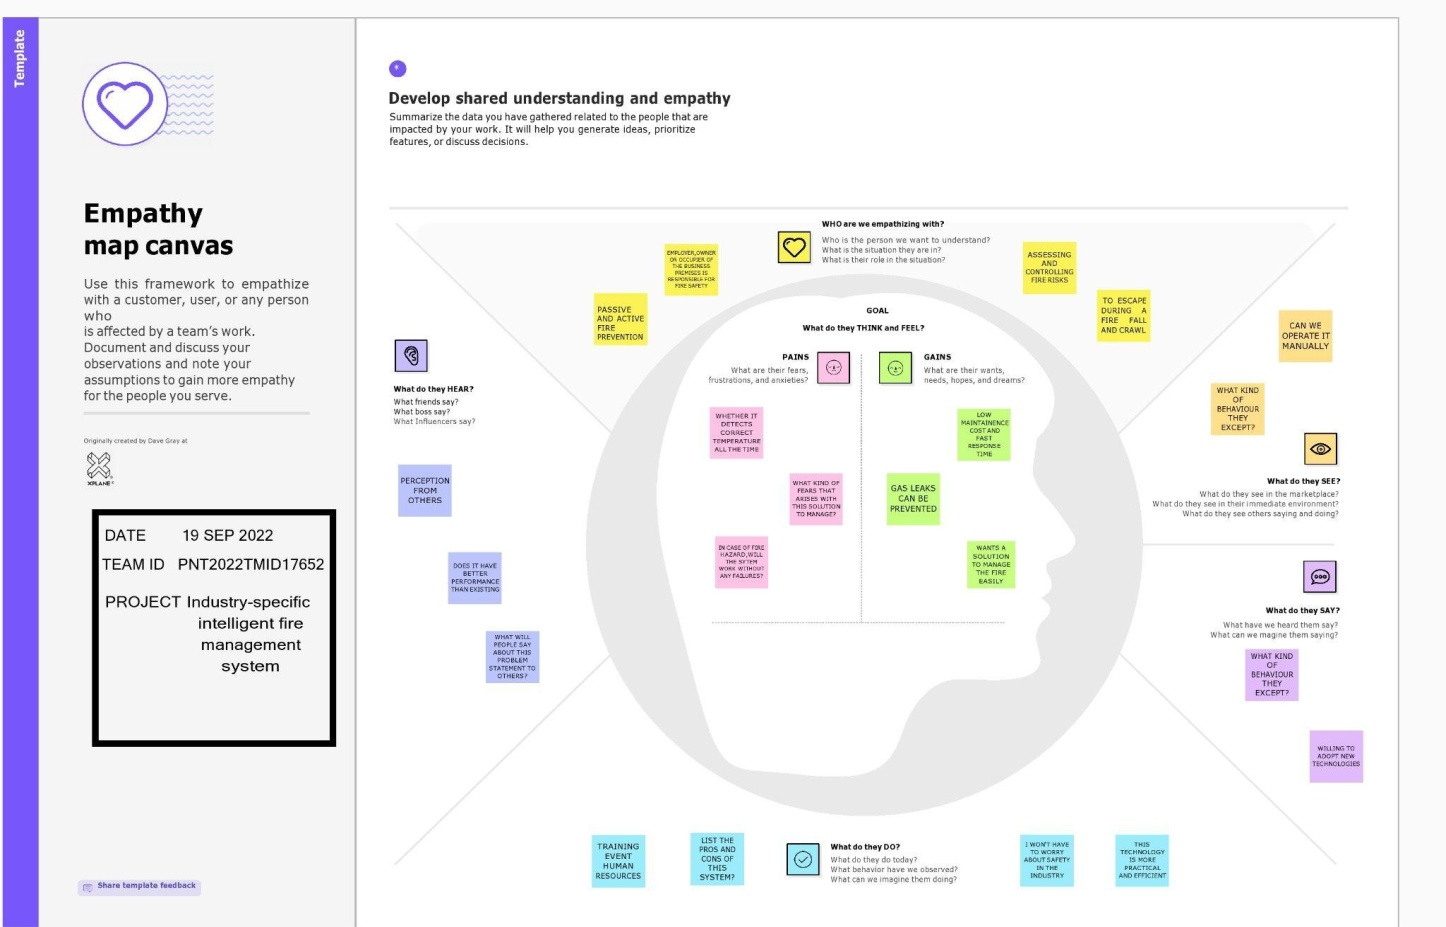 Template
Empathy
map canvas
Use this framework to empathize
with a customer, user, or any person
who
is affected by a team's work.
Document and discuss your
observations and note your
assumptions to gain more empathy
for the people you serve.
Originally created by Dave Gray at
XPLANE
DATE 19 SEP 2022
TEAM ID PNT2022TMID17652
PROJECT Industry-specific
intelligent fire
management
system
Share template feedback
Develop shared understanding and empathy
Summarize the data you have gathered related to the people that are
impacted by your work. It will help you generate ideas, prioritize
features, or discuss decisions.
WHO are we empathizing with?
Who is the person we want to understand?
What is the situation they are in?
What is their role in the situation?
EMPLOYER,OWNER
OR OCCUPIER OF
THE BUSINESS
PREMISES IS
RESPONSIBLE FOR
FIRE SAFETY
PASSIVE
AND ACTIVE
FIRE
PREVENTION
ASSESSING
AND
CONTROLLING
FIRE RISKS
TO ESCAPE
DURING A
FIRE FALL
AND CRAWL
GOAL
What do they THINK and FEEL?
PAINS
What are their fears,
frustrations, and anxieties?
GAINS
What are their wants,
needs, hopes, and dreams?
WHETHER IT
DETECTS
CORRECT
TEMPERATURE
ALL THE TIME
WHAT KIND OF
FEARS THAT
ARISES WITH
THIS SOLUTION
TO MANAGE?
IN CASE OF FIRE
HAZARD,WILL
THE SYTEM
WORK WITHOUT
ANY FAILURES?
LOW
MAINTAINENCE
COST AND
FAST
RESPONSE
TIME
GAS LEAKS
CAN BE
PREVENTED
WANTS A
SOLUTION
TO MANAGE
THE FIRE
EASILY
What do they HEAR?
What friends say?
What boss say?
What Influencers say?
PERCEPTION
FROM
OTHERS
DOES IT HAVE
BETTER
PERFORMANCE
THAN EXISTING
WHAT WILL
PEOPLE SAY
ABOUT THIS
PROBLEM
STATEMENT TO
OTHERS?
CAN WE
OPERATE IT
MANUALLY
WHAT KIND
OF
BEHAVIOUR
THEY
EXCEPT?
What do they SEE?
What do they see in the marketplace?
What do they see in their immediate environment?
What do they see others saying and doing?
What do they SAY?
What have we heard them say?
What can we magine them saying?
WHAT KIND
OF
BEHAVIOUR
THEY
EXCEPT?
WILLING TO
ADOPT NEW
TECHNOLOGIES
TRAINING
EVENT
HUMAN
RESOURCES
LIST THE
PROS AND
CONS OF
THIS
SYSTEM?
What do they DO?
What do they do today?
What behavior have we observed?
What can we imagine them doing?
I WON'T HAVE
TO WORRY
ABOUT SAFETY
IN THE
INDUSTRY
THIS
TECHNOLOGY
IS MORE
PRACTICAL
AND EFFICIENT